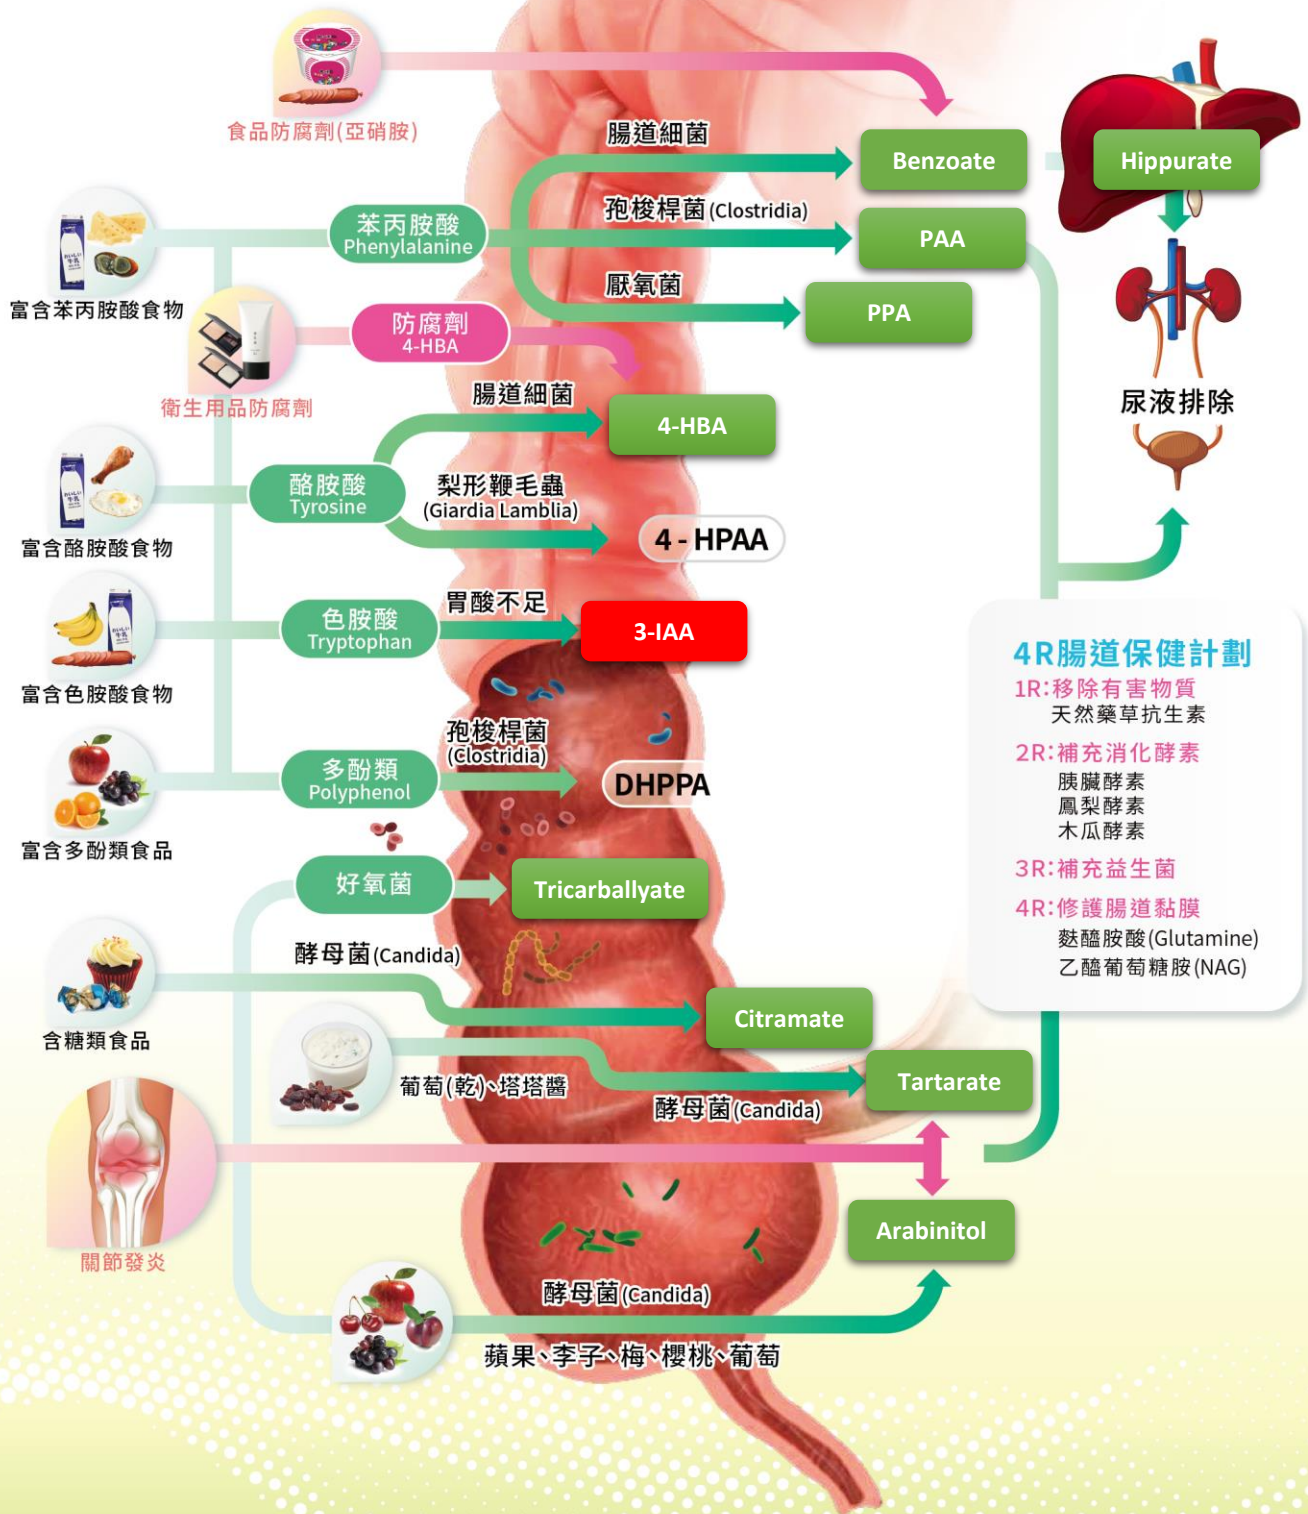 食品防腐劑(亞硝胺)
腸道細菌
Benzoate
Hippurate
苯丙胺酸
Phenylalanine
孢梭桿菌(Clostridia)
PAA
富含苯丙胺酸食物
厭氧菌
PPA
防腐劑
4-HBA
衛生用品防腐劑
腸道細菌
4-HBA
尿液排除
酪胺酸
Tyrosine
梨形鞭毛蟲
(Giardia Lamblia)
4 - HPAA
富含酪胺酸食物
色胺酸
Tryptophan
膽酸不足
3-IAA
富含色胺酸食物
多酚類
Polyphenol
孢梭桿菌
(Clostridia)
DHPPA
富含多酚類食品
好氧菌
Tricarballyate
酵母菌(Candida)
Citramate
含糖類食品
葡萄(乾)、塔塔醬
酵母菌(Candida)
Tartarate
關節發炎
Arabinitol
酵母菌(Candida)
蘋果、李子、梅、櫻桃、葡萄
4R腸道保健計劃
1R:移除有害物質
天然藥草抗生素
2R:補充消化酵素
胰臟酵素
鳳梨酵素
木瓜酵素
3R:補充益生菌
4R:修護腸道黏膜
麩醯胺酸(Glutamine)
乙醯葡萄糖胺(NAG)